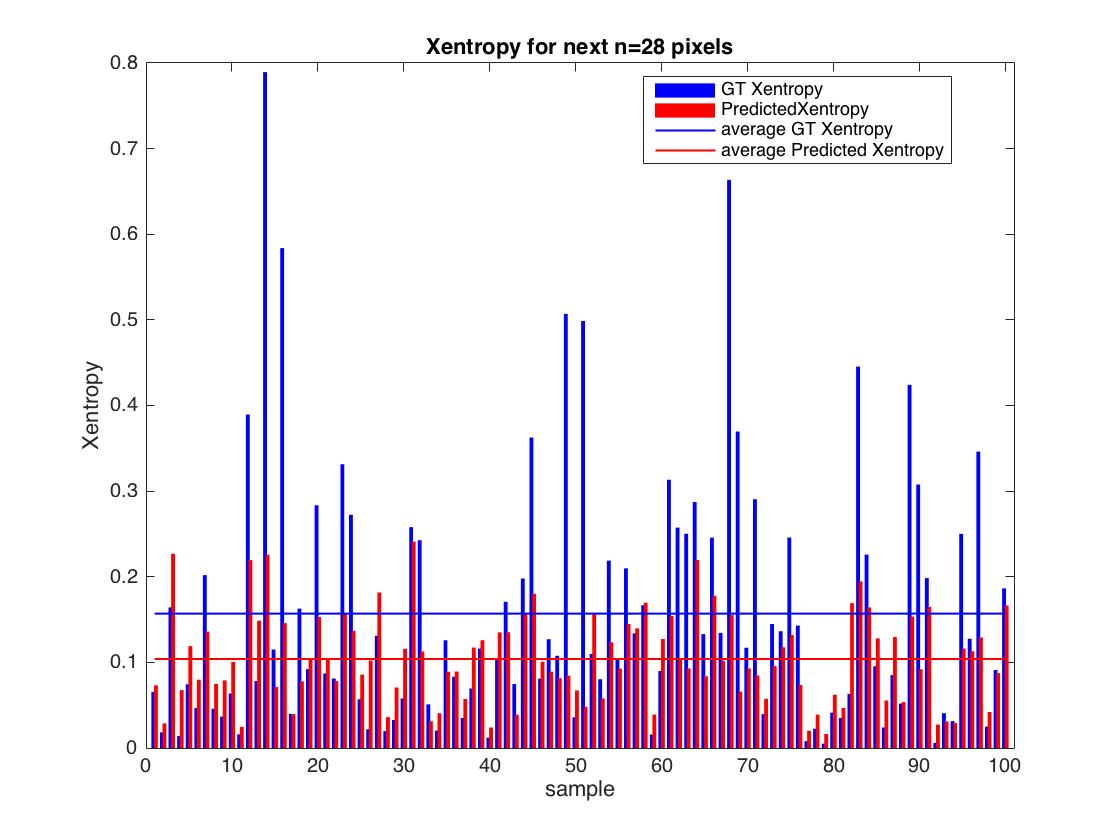 Xentropy for next n=28 pixels
GT Xentropy
PredictedXentropy
average GT Xentropy
average Predicted Xentropy
Xentropy
0.8
0.7
0.6
0.5
0.4
0.3
0.2
0.1
0
0 10 20 30 40 50 60 70 80 90 100
sample